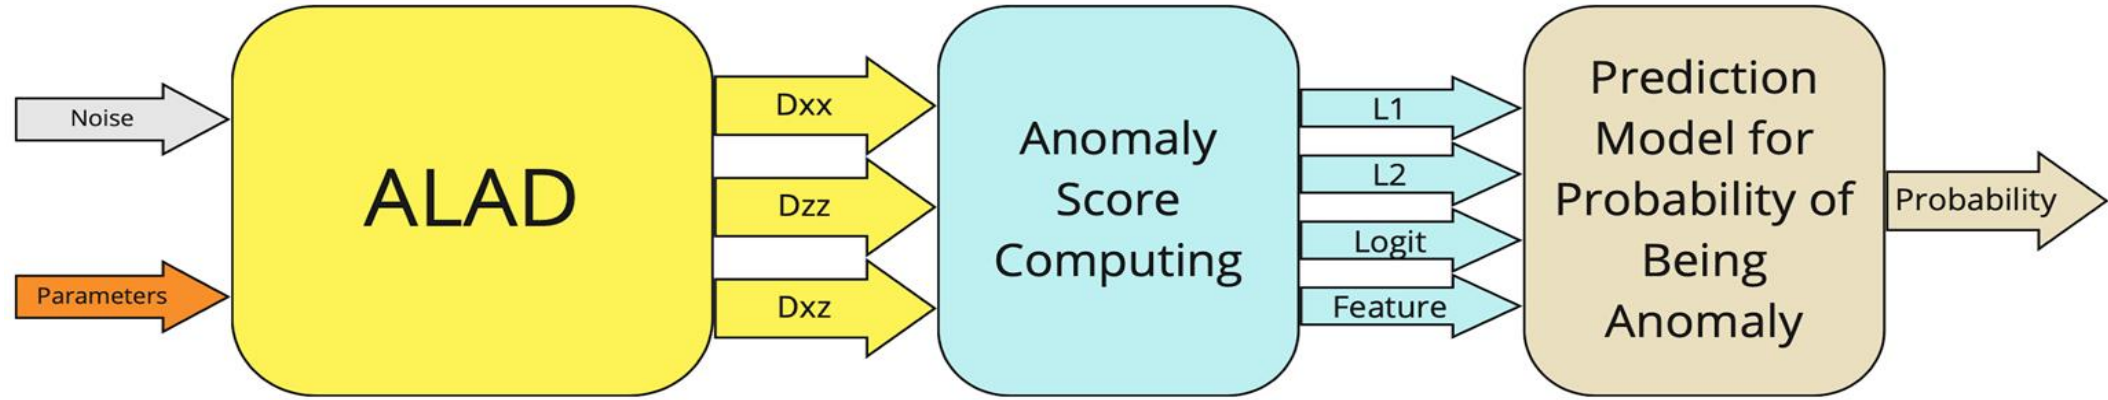 Noise
Parameters
ALAD
Dxx
Dzz
Dxz
Anomaly
Score
Computing
L1
L2
Logit
Feature
Prediction
Model for
Probability of
Being
Anomaly
Probability